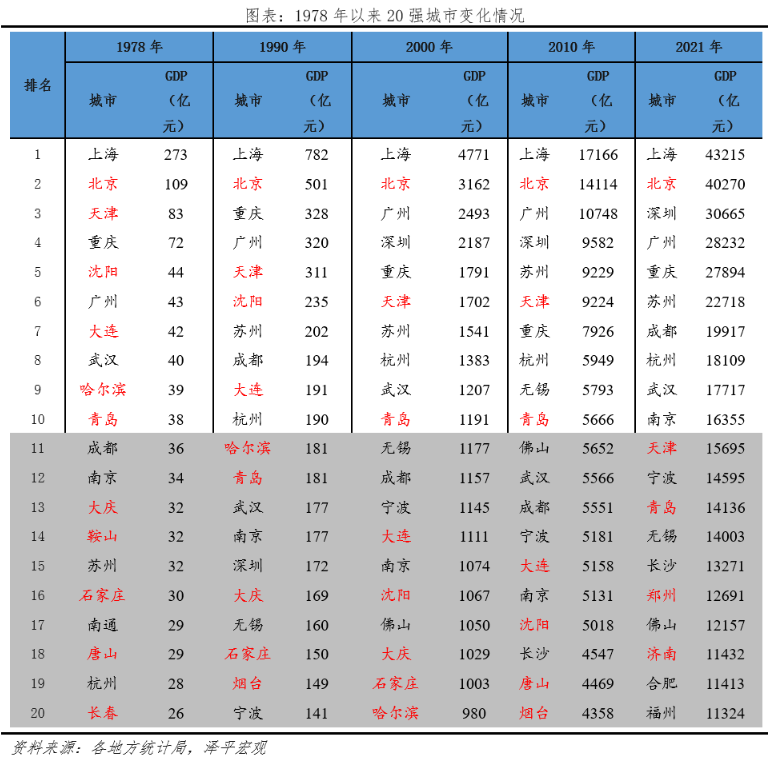 图表：1978 年以来 20 强城市变化情况
排名 1978 年 1990 年 2000 年 2010 年 2021 年
城市 GDP（亿元） 城市 GDP（亿元） 城市 GDP（亿元） 城市 GDP（亿元） 城市 GDP（亿元）
1 上海 273 上海 782 上海 4771 上海 17166 上海 43215
2 北京 109 北京 501 北京 3162 北京 14114 北京 40270
3 天津 83 重庆 328 广州 2493 广州 10748 深圳 30665
4 重庆 72 广州 320 深圳 2187 深圳 9582 广州 28232
5 沈阳 44 天津 311 重庆 1791 苏州 9229 重庆 27894
6 广州 43 沈阳 235 天津 1702 天津 9224 苏州 22718
7 大连 42 苏州 202 苏州 1541 重庆 7926 成都 19917
8 武汉 40 成都 194 杭州 1383 杭州 5949 杭州 18109
9 哈尔滨 39 大连 191 武汉 1207 无锡 5793 武汉 17717
10 青岛 38 杭州 190 青岛 1191 青岛 5666 南京 16355
11 成都 36 哈尔滨 181 无锡 1177 佛山 5652 天津 15695
12 南京 34 青岛 181 成都 1157 武汉 5566 宁波 14595
13 大庆 32 武汉 177 宁波 1145 成都 5551 青岛 14136
14 鞍山 32 南京 177 大连 1111 宁波 5181 无锡 14003
15 苏州 32 深圳 172 南京 1074 大连 5158 长沙 13271
16 石家庄 30 大庆 169 沈阳 1067 南京 5131 郑州 12691
17 南通 29 无锡 160 佛山 1050 沈阳 5018 佛山 12157
18 唐山 29 石家庄 150 大庆 1029 长沙 4547 济南 11432
19 杭州 28 烟台 149 石家庄 1003 唐山 4469 合肥 11413
20 长春 26 宁波 141 哈尔滨 980 烟台 4358 福州 11324
资料来源：各地方统计局，泽平宏观